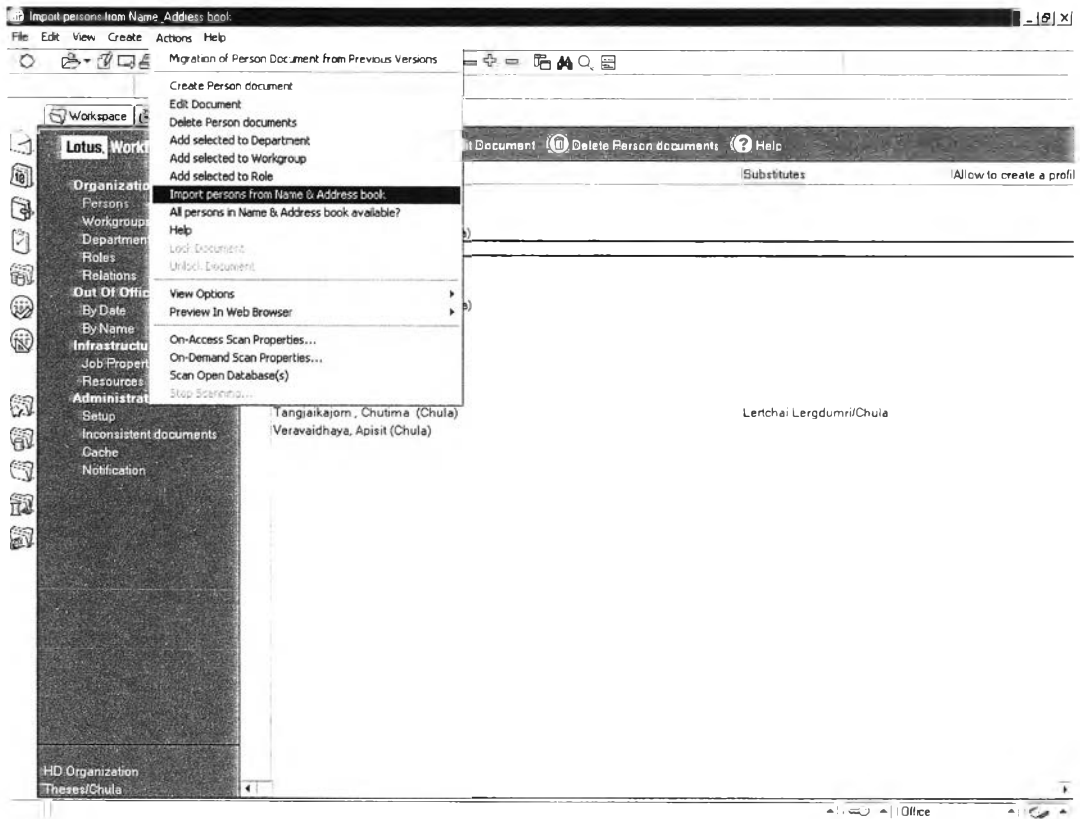 Import persons from Name_Address book
File Edit View Create Actions Help
Migration of Person Document from Previous Versions
Create Person document
Edit Document
Delete Person documents
Add selected to Department
Add selected to Workgroup
Add selected to Role
Import persons from Name & Address book
All persons in Name & Address book available?
Help
Lock Document
Unlock Document
View Options
Preview In Web Browser
On-Access Scan Properties...
On-Demand Scan Properties...
Scan Open Database(s)
Stop Scanning...
Workspace
Lotus. Workf
t Document Delete Person documents Help
Substitutes Allow to create a profil
Organizatio
Persons
Workgroups
Departmen
Roles
Relations
Out Of Offic
By Date
By Name
Infrastructu
Job Propert
Resources
Administrat
Setup
Inconsistent documents
Cache
Notification
a)
Tangjaikajorn, Chutima (Chula) Lertchai Lergdumri/Chula
Veravaidhaya, Apisit (Chula)
HD Organization
Theses/Chula
Office